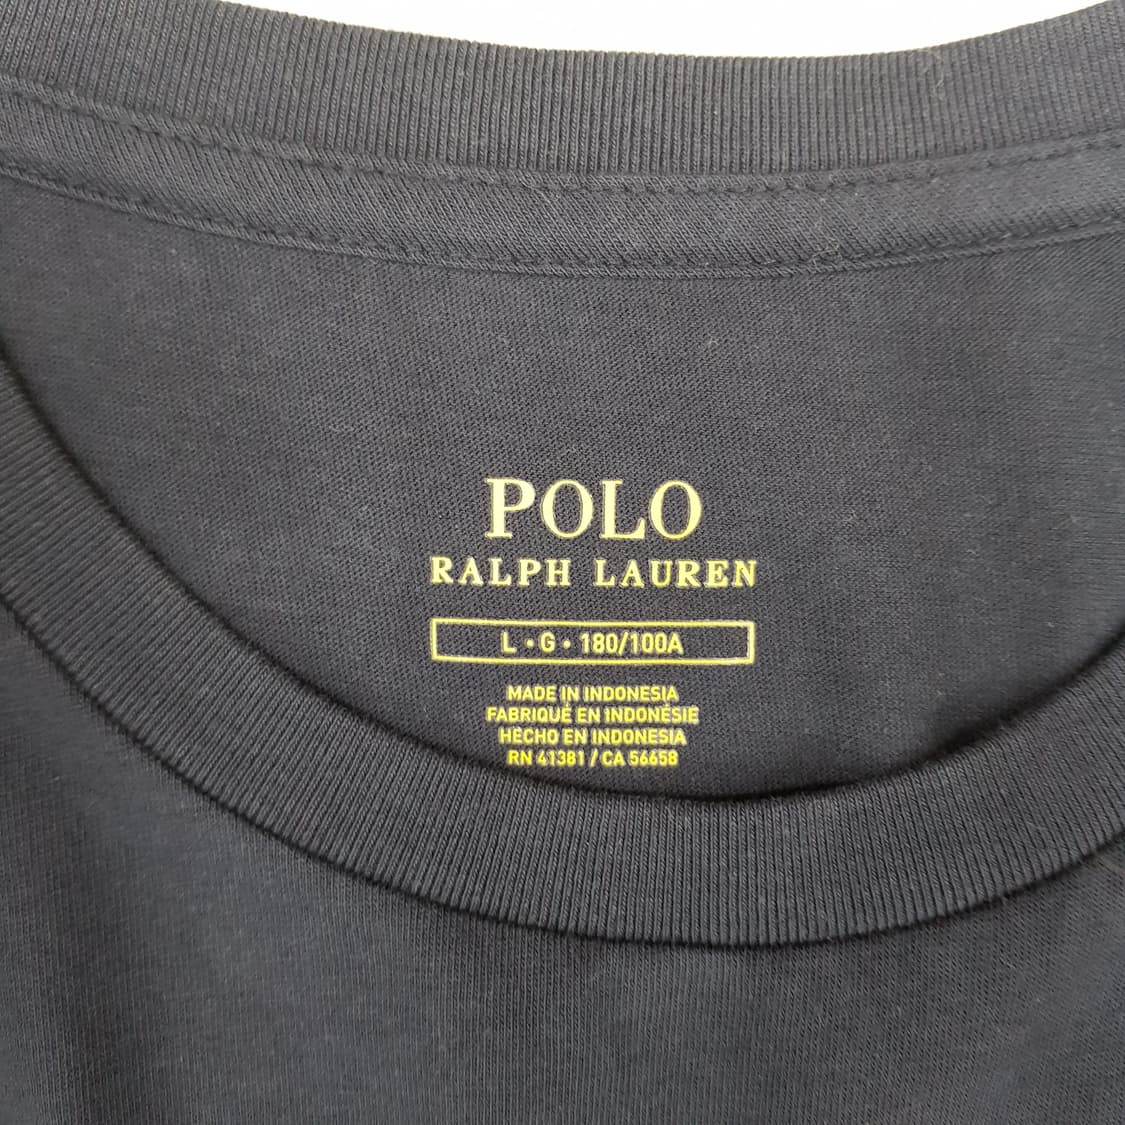 POLO
RALPH LAUREN
L • G • 180/100A
MADE IN INDONESIA
FABRIQUÉ EN INDONÉSIE
HECHO EN INDONESIA
RN 41381 / CA 56658